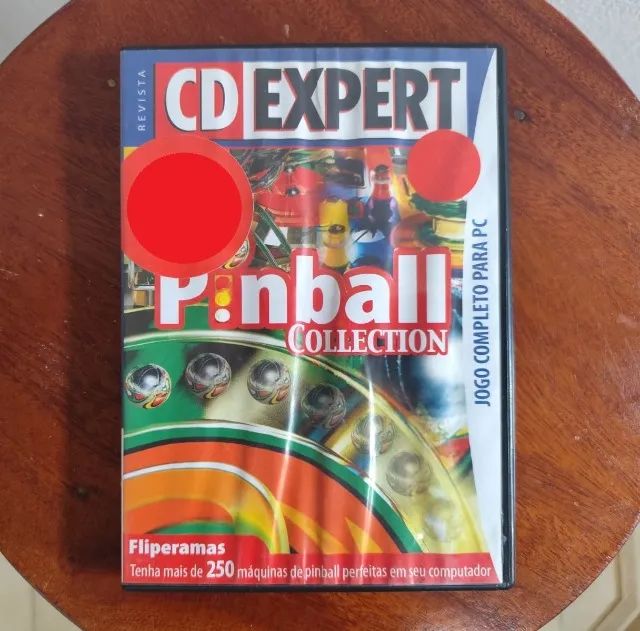 REVISTA
CD EXPERT
P!nball
COLLECTION
JOGO COMPLETO PARA PC
Fliperamas
Tenha mais de 250 máquinas de pinball perfeitas em seu computador